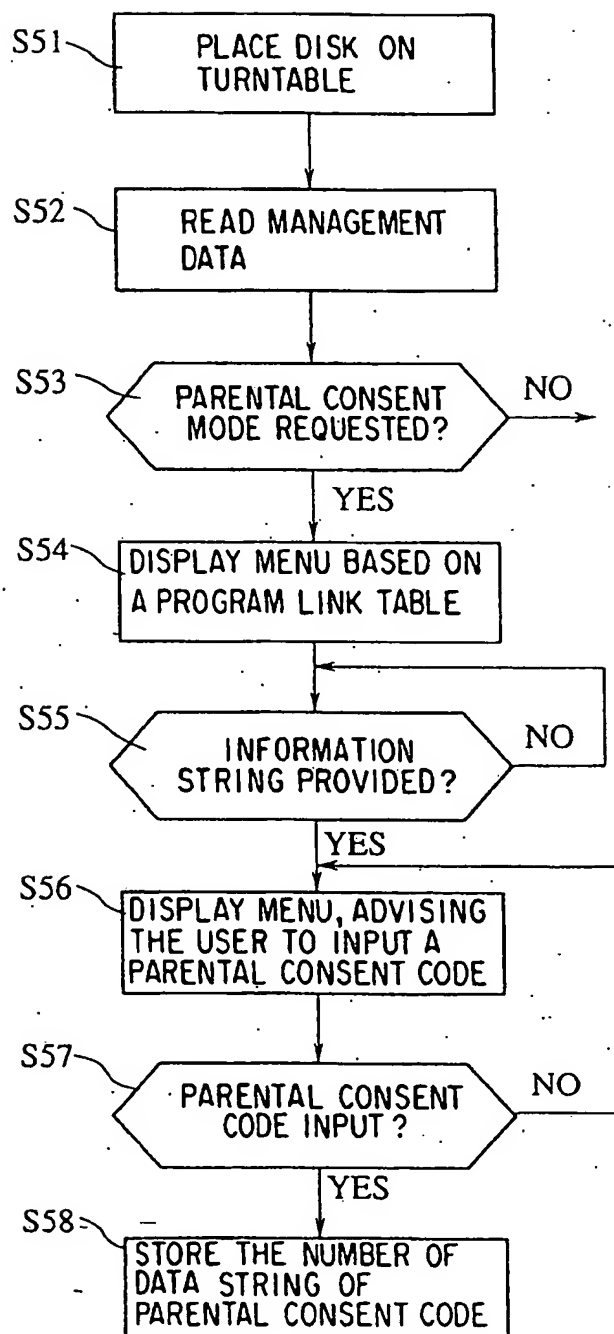 S51
PLACE DISK ON
TURNTABLE
S52
READ MANAGEMENT
DATA
S53
PARENTAL CONSENT
MODE REQUESTED?
NO
YES
S54
DISPLAY MENU BASED ON
A PROGRAM LINK TABLE
S55
INFORMATION
STRING PROVIDED?
NO
YES
S56
DISPLAY MENU, ADVISING
THE USER TO INPUT A
PARENTAL CONSENT CODE
S57
PARENTAL CONSENT
CODE INPUT?
NO
YES
S58
STORE THE NUMBER OF
DATA STRING OF
PARENTAL CONSENT CODE